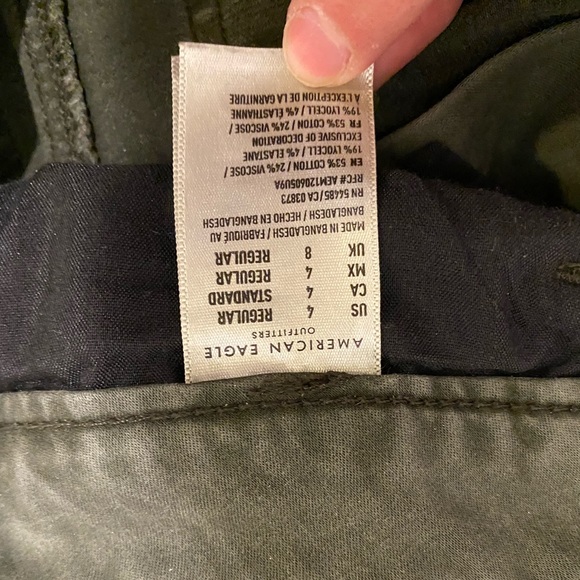 AMERICAN EAGLE
OUTFITTERS
US 4 REGULAR
CA 4 STANDARD
MX 4 REGULAR
UK 8 REGULAR
MADE IN BANGLADESH / FABRIQUÉ AU
BANGLADESH / HECHO EN BANGLADESH
RN 54485/CA 03873
RFC# AEM120605U9A
EN 53% COTTON / 24% VISCOSE /
19% LYOCELL / 4% ELASTANE
EXCLUSIVE OF DECORATION
FR 53% COTON / 24% VISCOSE /
19% LYOCELL / 4% ÉLASTHANNE
À L'EXCEPTION DE LA GARNITURE